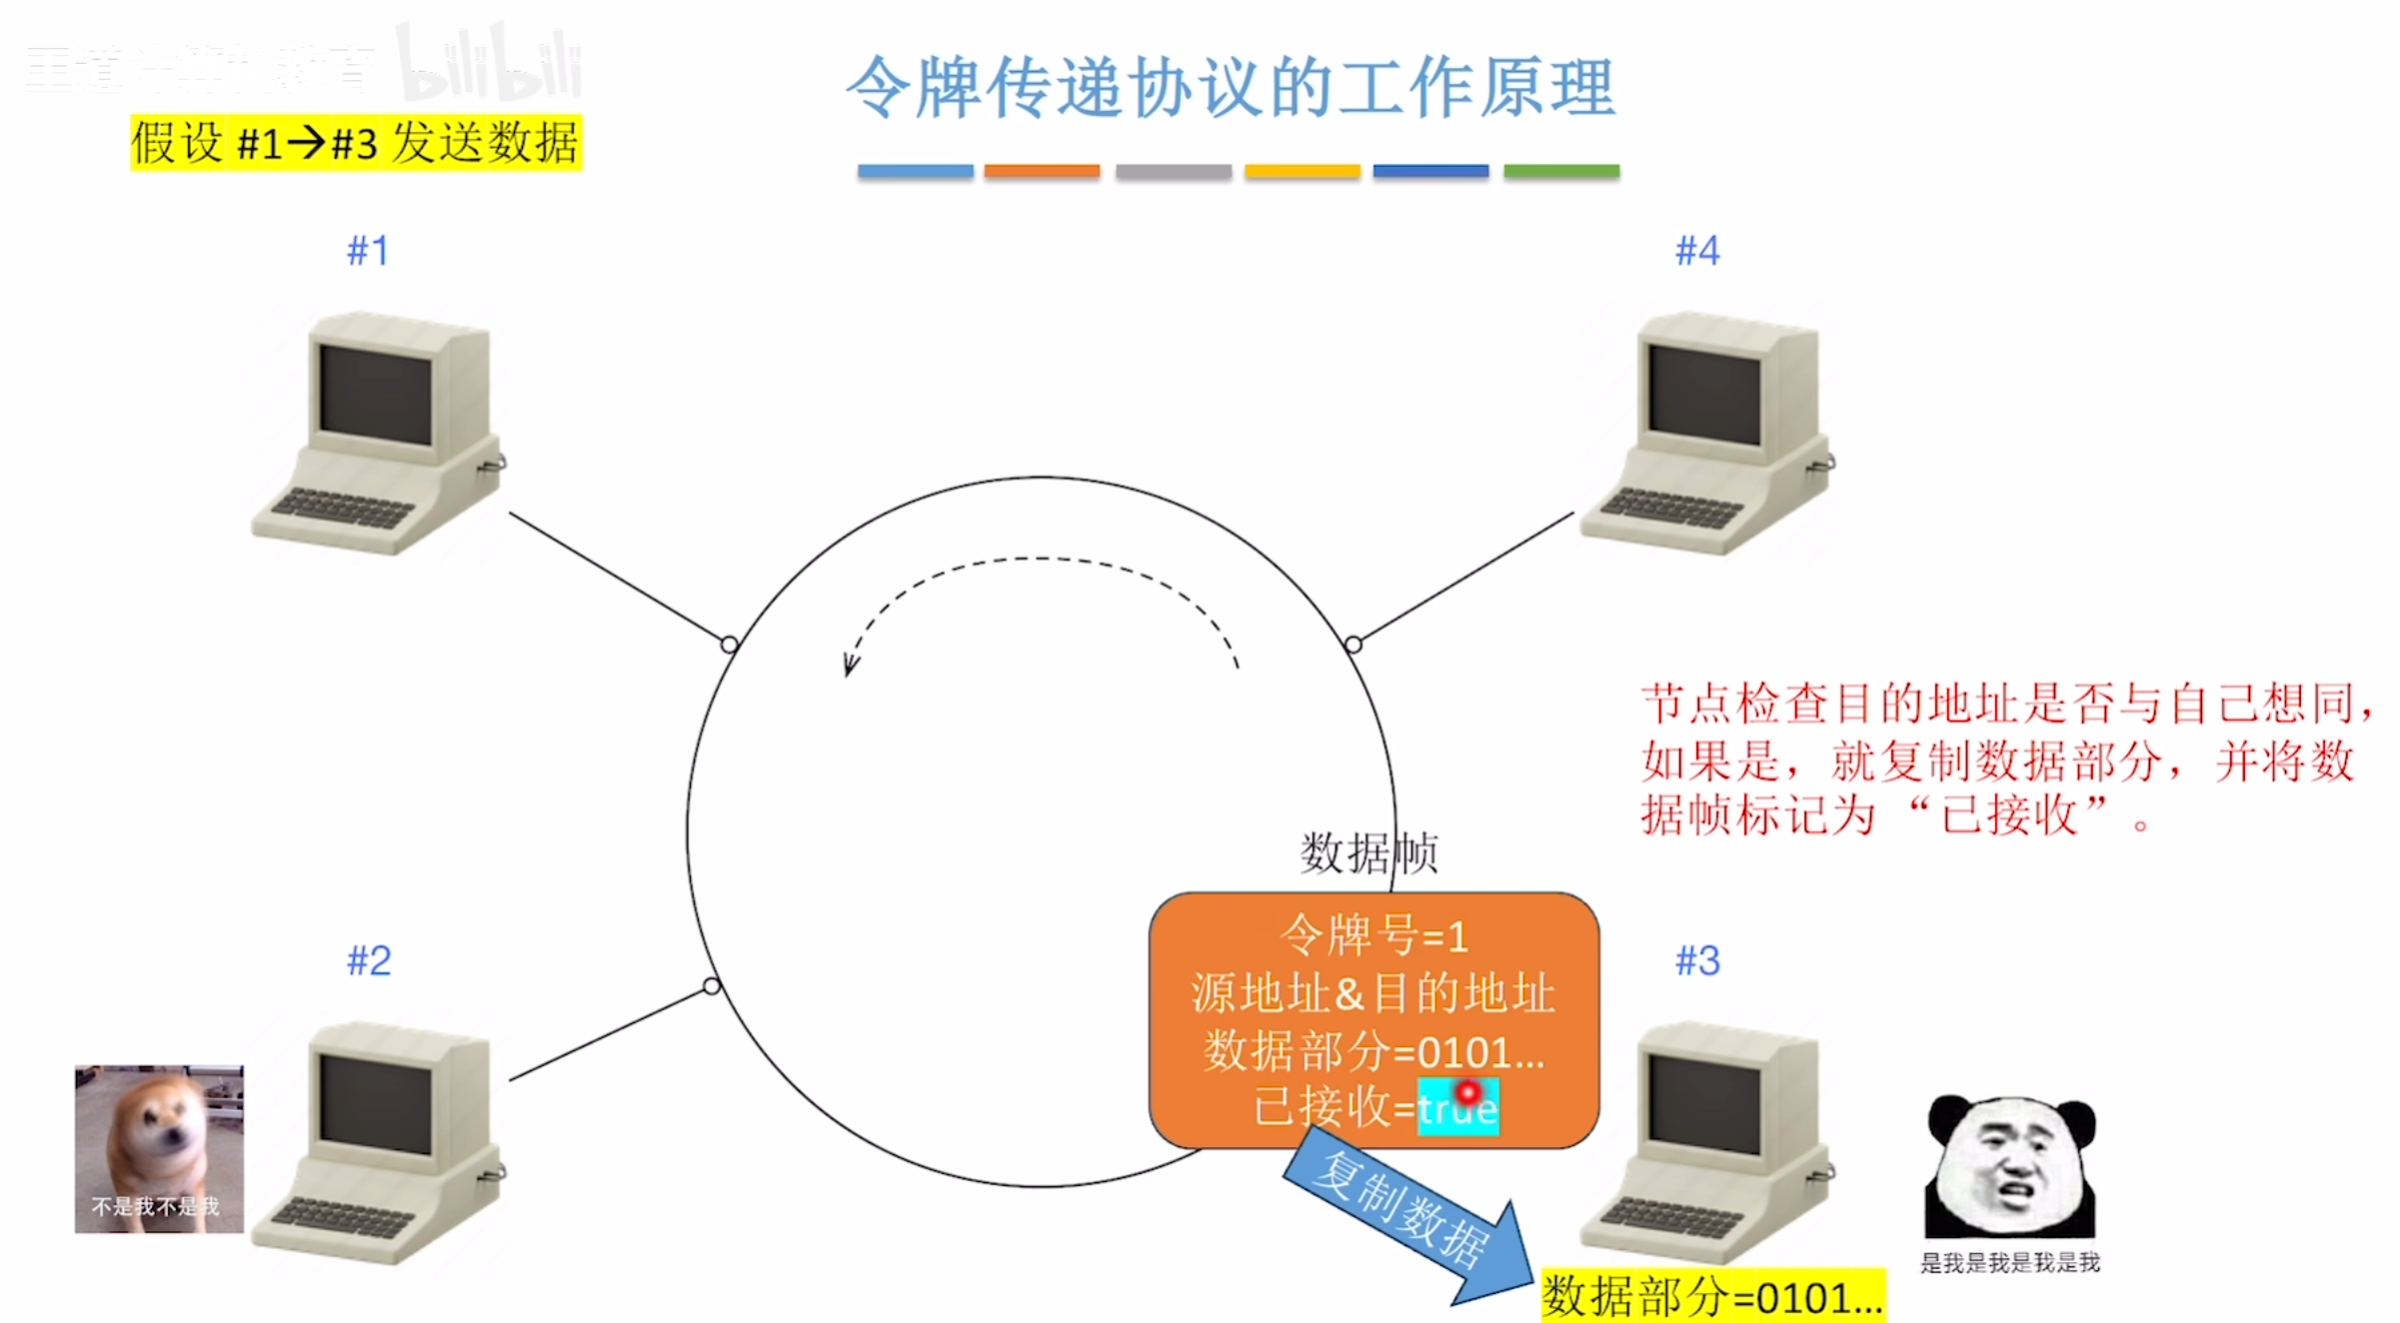 王道计算机教育 bilibili
令牌传递协议的工作原理
假设 #1→#3 发送数据
#1
#4
节点检查目的地址是否与自己想同，
如果是，就复制数据部分，并将数
据帧标记为“已接收”。
数据帧
令牌号=1
源地址&目的地址
数据部分=0101...
已接收=true
复制数据
#2
#3
不是我不是我
是我是我是我是我
数据部分=0101...